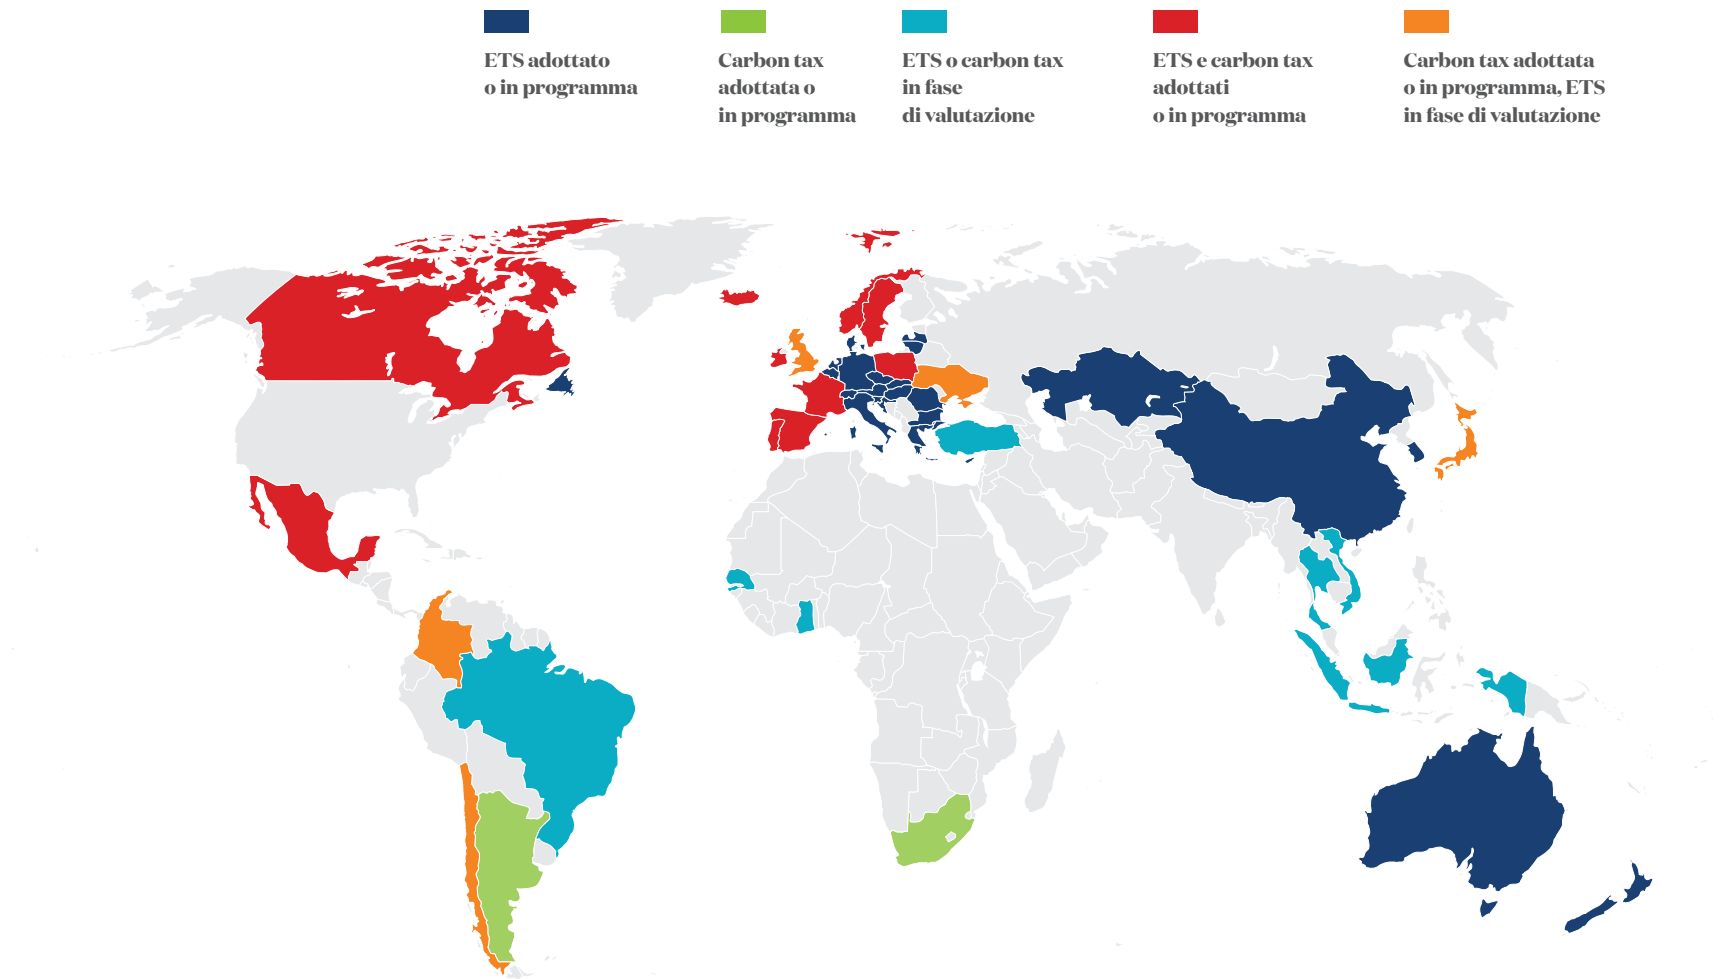 ETS adottato
o in programma
Carbon tax
adottata o
in programma
ETS o carbon tax
in fase
di valutazione
ETS e carbon tax
adottati
o in programma
Carbon tax adottata
o in programma, ETS
in fase di valutazione